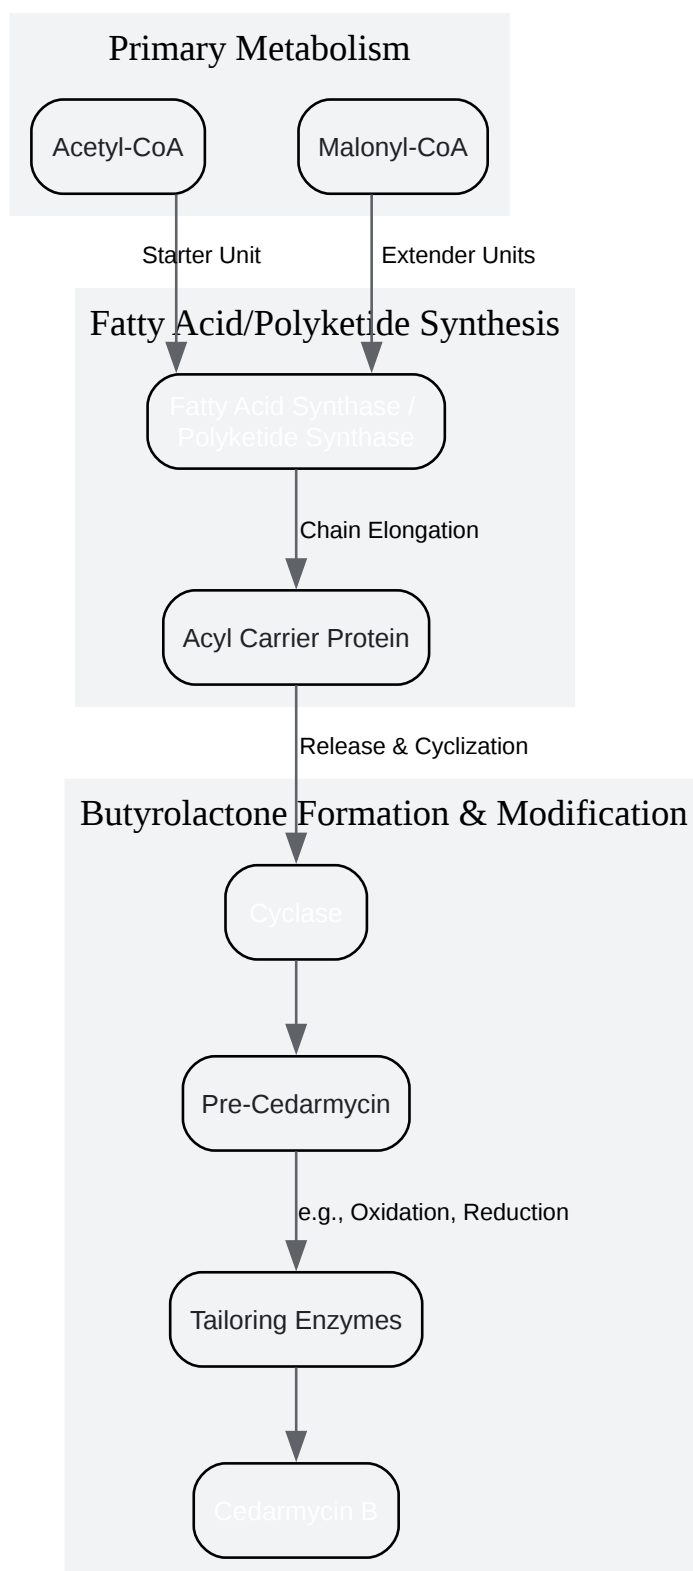 Primary Metabolism
Acetyl-CoA
Malonyl-CoA
Starter Unit
Extender Units
Fatty Acid/Polyketide Synthesis
Fatty Acid Synthase /
Polyketide Synthase
Chain Elongation
Acyl Carrier Protein
Release & Cyclization
Butyrolactone Formation & Modification
Cyclase
Pre-Cedarmycin
e.g., Oxidation, Reduction
Tailoring Enzymes
Cedarmycin B